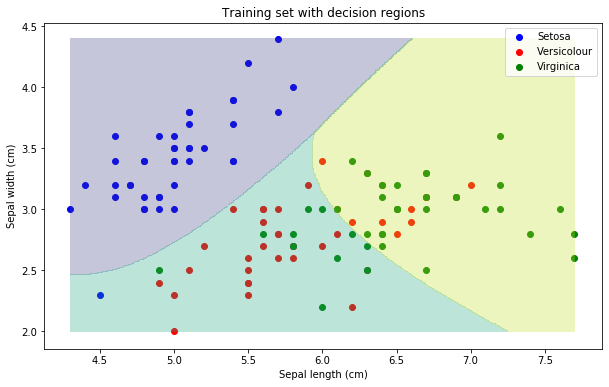 Training set with decision regions
Setosa
Versicolour
Virginica
Sepal width (cm)
4.5
4.0
3.5
3.0
2.5
2.0
4.5 5.0 5.5 6.0 6.5 7.0 7.5
Sepal length (cm)